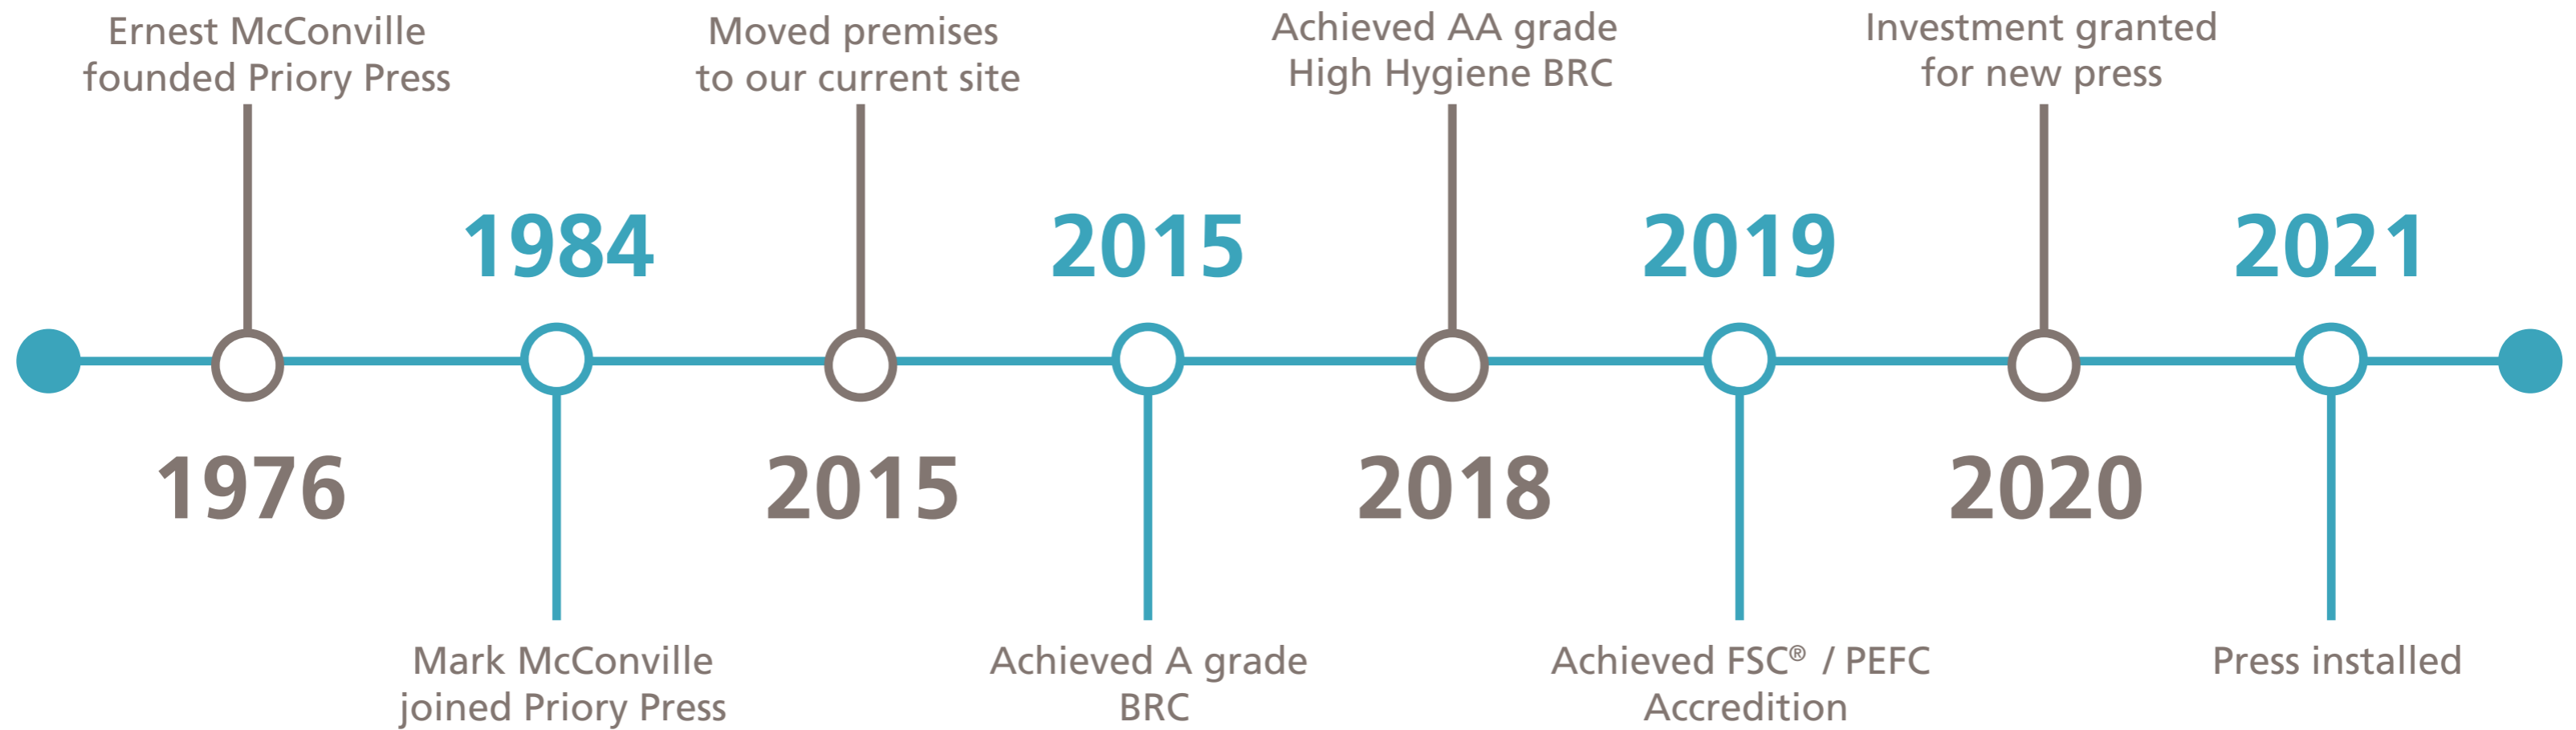 Ernest McConville
founded Priory Press
1976
1984
Mark McConville
joined Priory Press
Moved premises
to our current site
2015
2015
Achieved A grade
BRC
Achieved AA grade
High Hygiene BRC
2018
2019
Achieved FSC® / PEFC
Accredition
Investment granted
for new press
2020
2021
Press installed